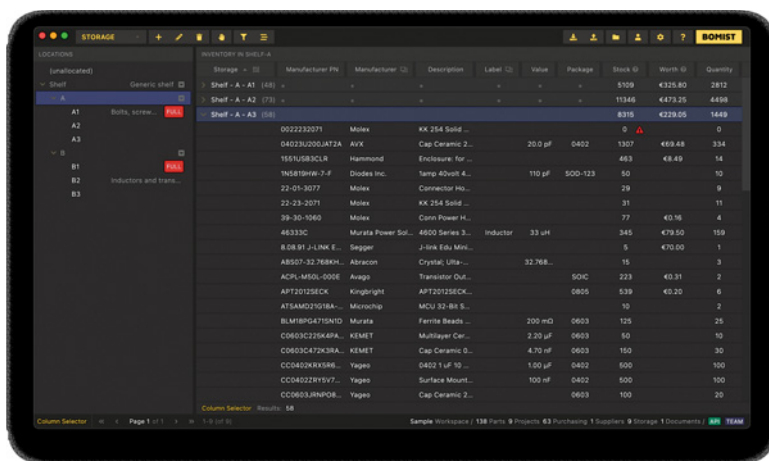 STORAGE
? BOMIST
LOCATIONS
INVENTORY IN SHELF-A
(unallocated)
Shelf Generic shelf
A
A1 Bolts, screw... FULL
A2
A3
B
B1 FULL
B2 Inductors and trans...
B3
Storage Manufacturer PN Manufacturer Description Label Value Package Stock Worth Quantity
Shelf - A - A1 (48) 5109 €325.80 2812
Shelf - A - A2 (73) 11346 €473.25 4498
Shelf - A - A3 (58) 8315 €229.05 1449
0022232071 Molex KK 254 Solid ... 0 0
04023U200JAT2A AVX Cap Ceramic 2... 20.0 pF 0402 1307 €69.48 334
1551USB3CLR Hammond Enclosure: for ... 463 €8.49 14
1N5819HW-7-F Diodes Inc. 1amp 40volt 4... 110 pF SOD-123 50 10
22-01-3077 Molex Connector Ho... 29 9
22-23-2071 Molex KK 254 Solid ... 31 11
39-30-1060 Molex Conn Power H... 77 €0.16 4
46333C Murata Power Sol... 4600 Series 3... Inductor 33 uH 345 €79.50 159
8.08.91 J-LINK E... Segger J-link Edu Mini... 5 €70.00 1
ABS07-32.768KH... Abracon Crystal; Ulta-... 32.768... 15 3
ACPL-M50L-000E Avago Transistor Out... SOIC 223 €0.31 2
APT2012SECK Kingbright APT2012SECK... 0805 539 €0.20 6
ATSAMD21G18A-... Microchip MCU 32-Bit S... 10 2
BLM18PG471SN1D Murata Ferrite Beads ... 200 mΩ 0603 125 25
C0603C225K4PA... KEMET Multilayer Cer... 2.20 µF 0603 50 10
C0603C472K3RA... KEMET Cap Ceramic 0... 4.70 nF 0603 150 30
CC0402KRX5R6... Yageo 0402 1 uF 10 ... 1.00 µF 0402 500 100
CC0402ZRY5V7... Yageo Surface Mount... 100 nF 0402 500 100
CC0603JRNPO8... Yageo Cap Ceramic 2... 0603 100 20
Column Selector Results: 58
Column Selector Page 1 of 1 1-9 (of 9) Sample Workspace / 138 Parts 9 Projects 63 Purchasing 1 Suppliers 9 Storage 1 Documents / API TEAM